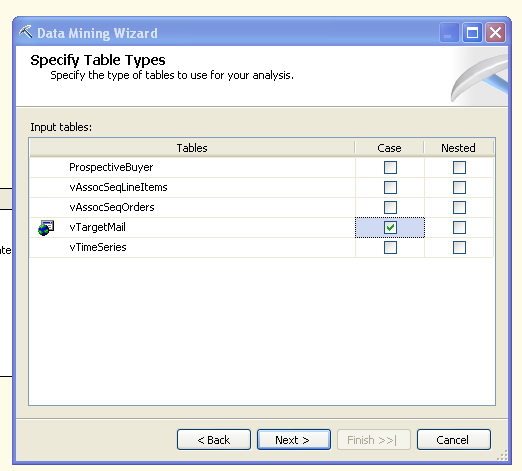 Data Mining Wizard
Specify Table Types
Specify the type of tables to use for your analysis.
Input tables:
Tables Case Nested
ProspectiveBuyer
vAssocSeqLineItems
vAssocSeqOrders
vTargetMail
vTimeSeries
< Back Next > Finish >>| Cancel